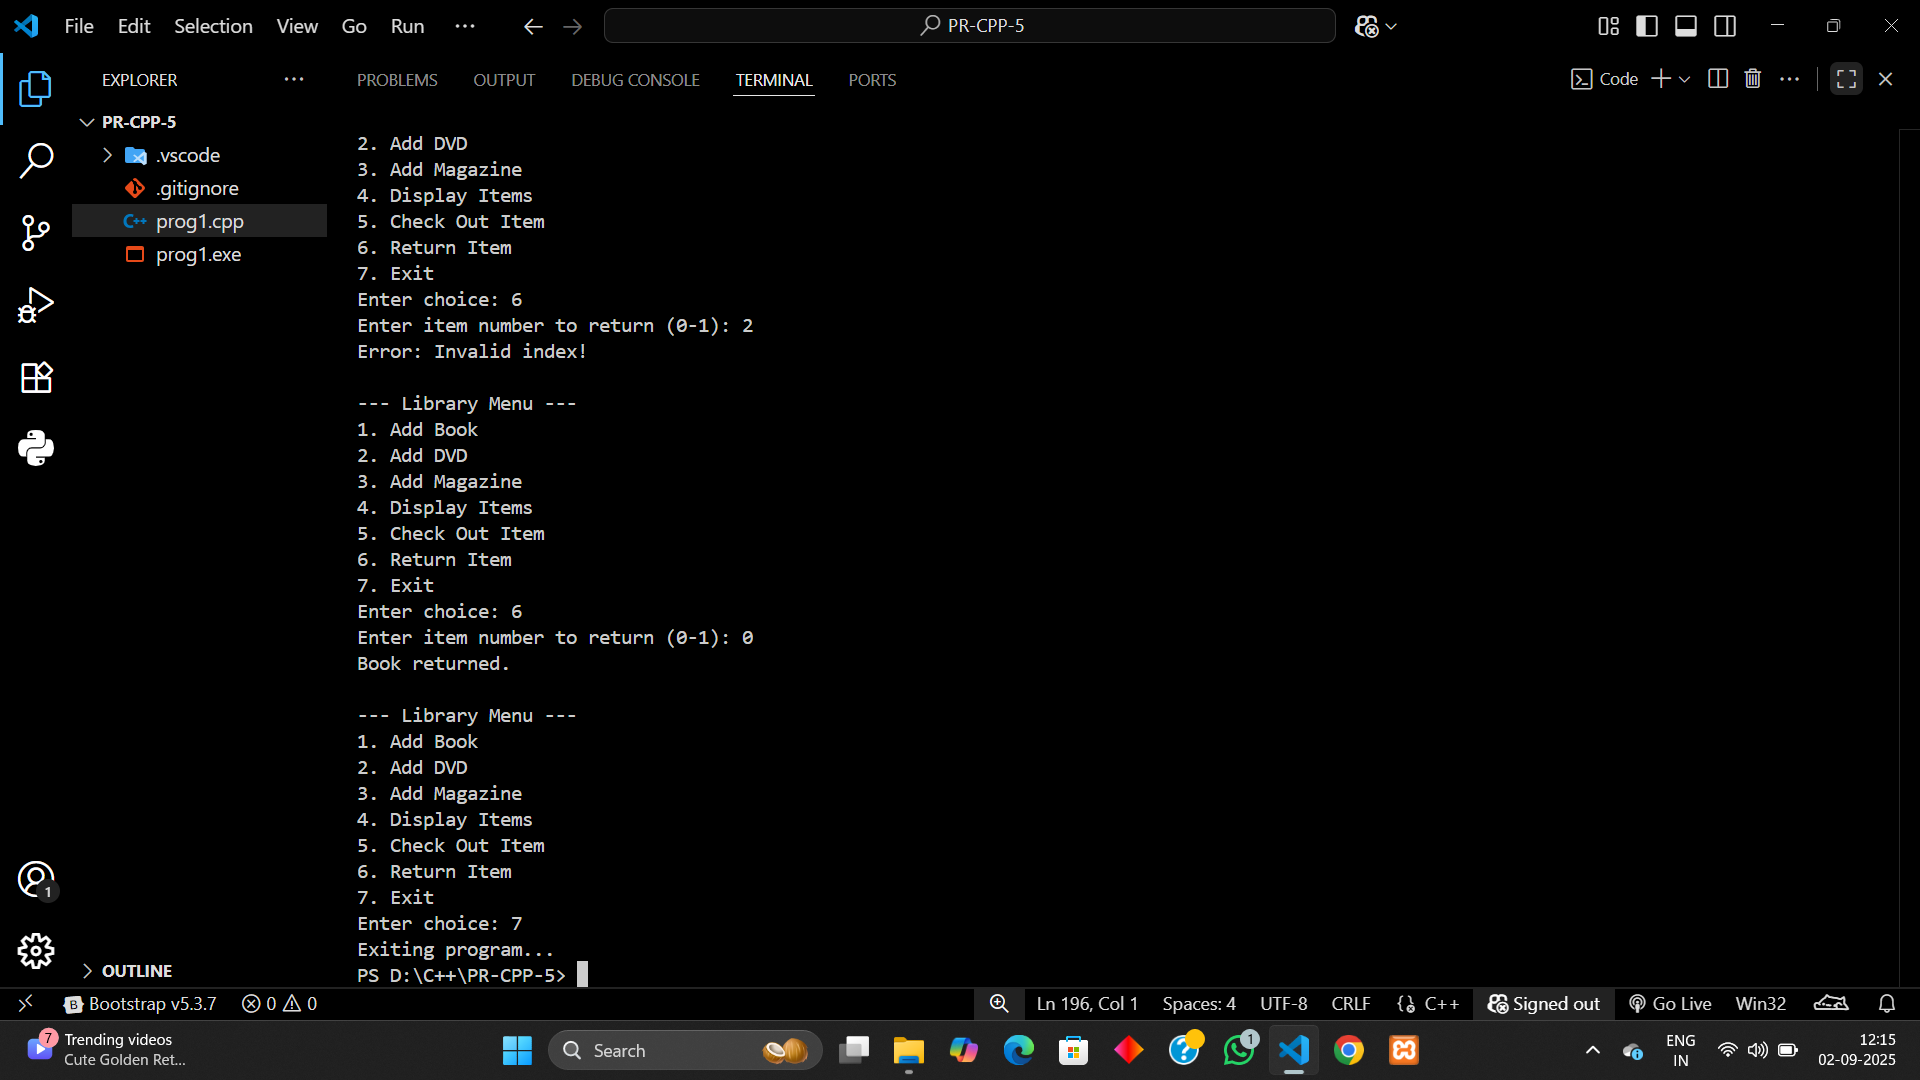 File Edit Selection View Go Run ··· PR-CPP-5
EXPLORER ··· PROBLEMS OUTPUT DEBUG CONSOLE TERMINAL PORTS Code
PR-CPP-5
.vscode
.gitignore
C++ prog1.cpp
prog1.exe
2. Add DVD
3. Add Magazine
4. Display Items
5. Check Out Item
6. Return Item
7. Exit
Enter choice: 6
Enter item number to return (0-1): 2
Error: Invalid index!
--- Library Menu ---
1. Add Book
2. Add DVD
3. Add Magazine
4. Display Items
5. Check Out Item
6. Return Item
7. Exit
Enter choice: 6
Enter item number to return (0-1): 0
Book returned.
--- Library Menu ---
1. Add Book
2. Add DVD
3. Add Magazine
4. Display Items
5. Check Out Item
6. Return Item
7. Exit
Enter choice: 7
Exiting program...
PS D:\C++\PR-CPP-5>
1
OUTLINE
B Bootstrap v5.3.7 0 0 Ln 196, Col 1 Spaces: 4 UTF-8 CRLF C++ Signed out Go Live Win32
7 Trending videos
Cute Golden Ret...
Search
1
ENG
IN
12:15
02-09-2025